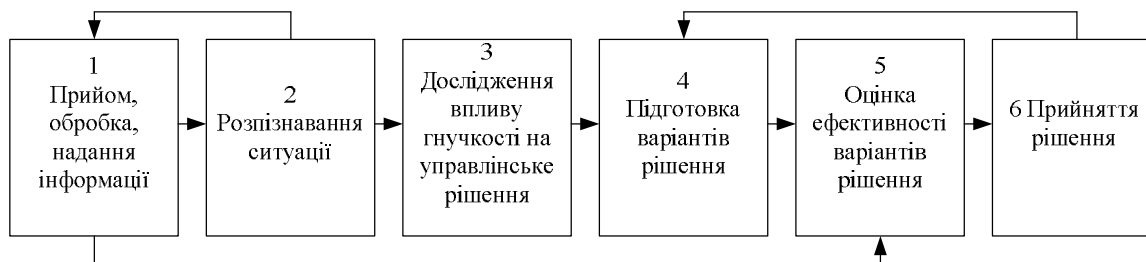 1
Прийом,
обробка,
надання
інформації
2
Розпізнавання
ситуації
3
Дослідження
впливу
гнучкості на
управлінське
рішення
4
Підготовка
варіантів
рішення
5
Оцінка
ефективності
варіантів
рішення
6 Прийняття
рішення